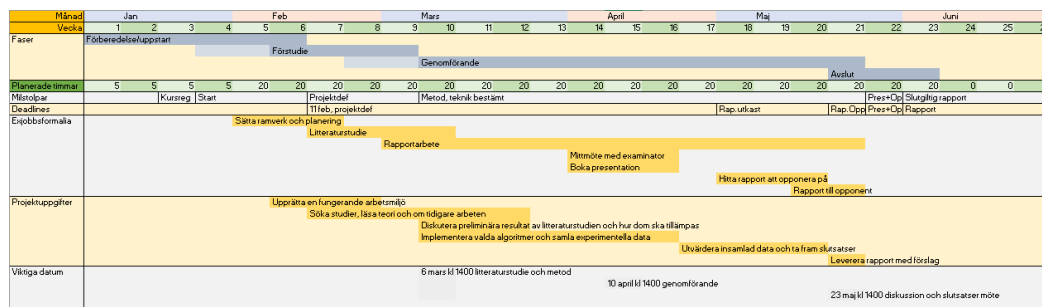 Månad Jan Feb Mars April Maj Juni
Vecka 1 2 3 4 5 6 7 8 9 10 11 12 13 14 15 16 17 18 19 20 21 22 23 24 25
Faser Förberedelse/uppstart
Förstudie
Genomförande
Avslut
Planerade timmar 5 5 5 5 20 20 20 20 20 20 20 20 20 20 20 20 20 20 20 20 20 20 20 0 0
Milstolpar Kursreg Start Projektdef Metod, teknik bestämt Pres+Op Slutgiltig rapport
Deadlines 11 feb, projektdef Rap. utkast Rap. Opp Pres+Op Rapport
Exjobbsformalia Sätta ramverk och planering
Litteraturstudie
Rapportarbete
Mittmöte med examinator
Boka presentation
Hitta rapport att opponera på
Rapport till opponent
Projektuppgifter Upprätta en fungerande arbetsmiljö
Söka studier, läsa teori och om tidigare arbeten
Diskutera preliminära resultat av litteraturstudien och hur dom ska tillämpas
Implementera valda algoritmer och samla experimentella data
Utvärdera insamlad data och ta fram slutsatser
Leverera rapport med förslag
Viktiga datum 6 mars kl 1400 litteraturstudie och metod
10 april kl 1400 genomförande
23 maj kl 1400 diskussion och slutsatser möte